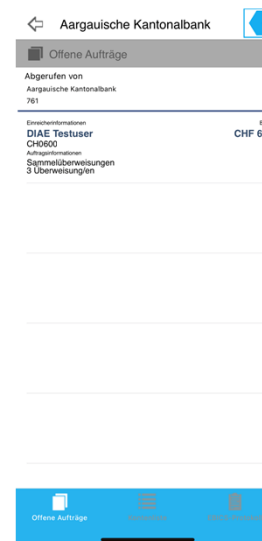 Aargauische Kantonalbank
Offene Aufträge
Abgerufen von
Aargauische Kantonalbank
761
Einreicherinformationen
DIAE Testuser CHF 6
CH0600
Auftragsinformationen
Sammelüberweisungen
3 Überweisung/en
Offene Aufträge